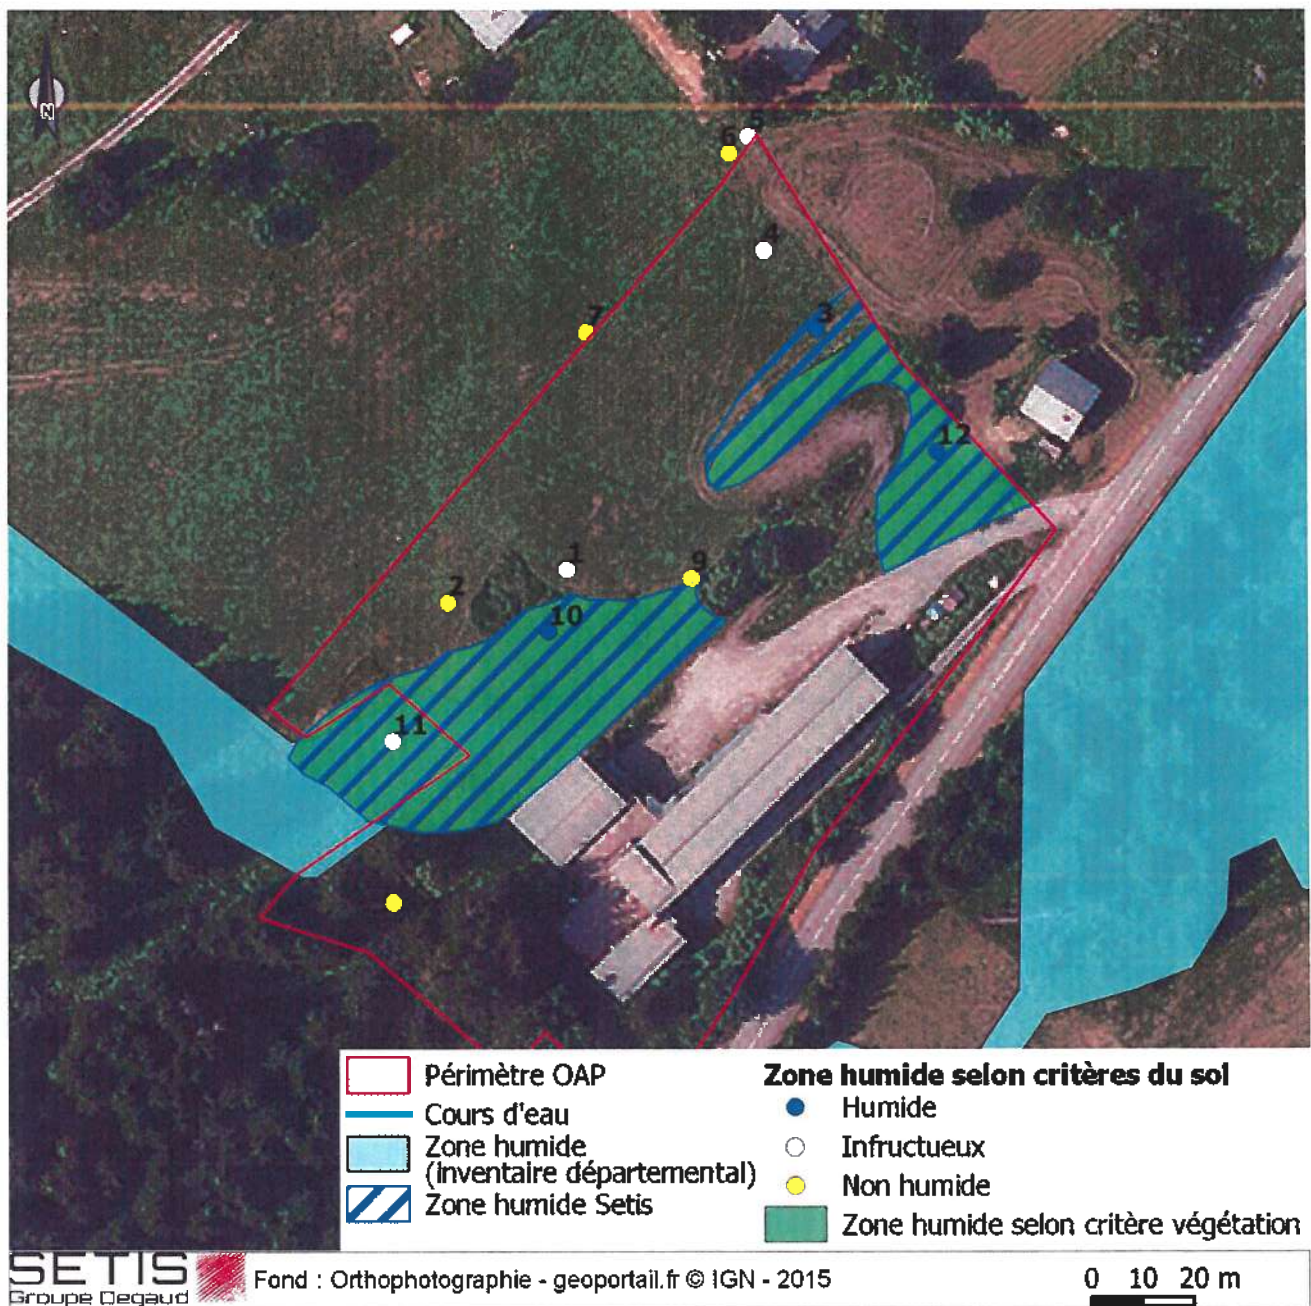 N
5
6
4
3
7
12
1
9
2
10
11
Périmètre OAP
Cours d'eau
Zone humide
(inventaire départemental)
Zone humide Setis
Zone humide selon critères du sol
Humide
Infructueux
Non humide
Zone humide selon critère végétation
SETIS
Groupe Degaud
Fond : Orthophotographie - geoportail.fr © IGN - 2015
0 10 20 m